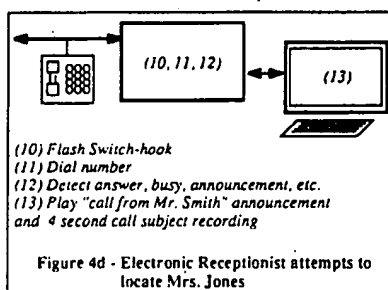 (10, 11, 12)
(13)
(10) Flash Switch-hook
(11) Dial number
(12) Detect answer, busy, announcement, etc.
(13) Play "call from Mr. Smith" announcement
and 4 second call subject recording
Figure 4d - Electronic Receptionist attempts to
locate Mrs. Jones